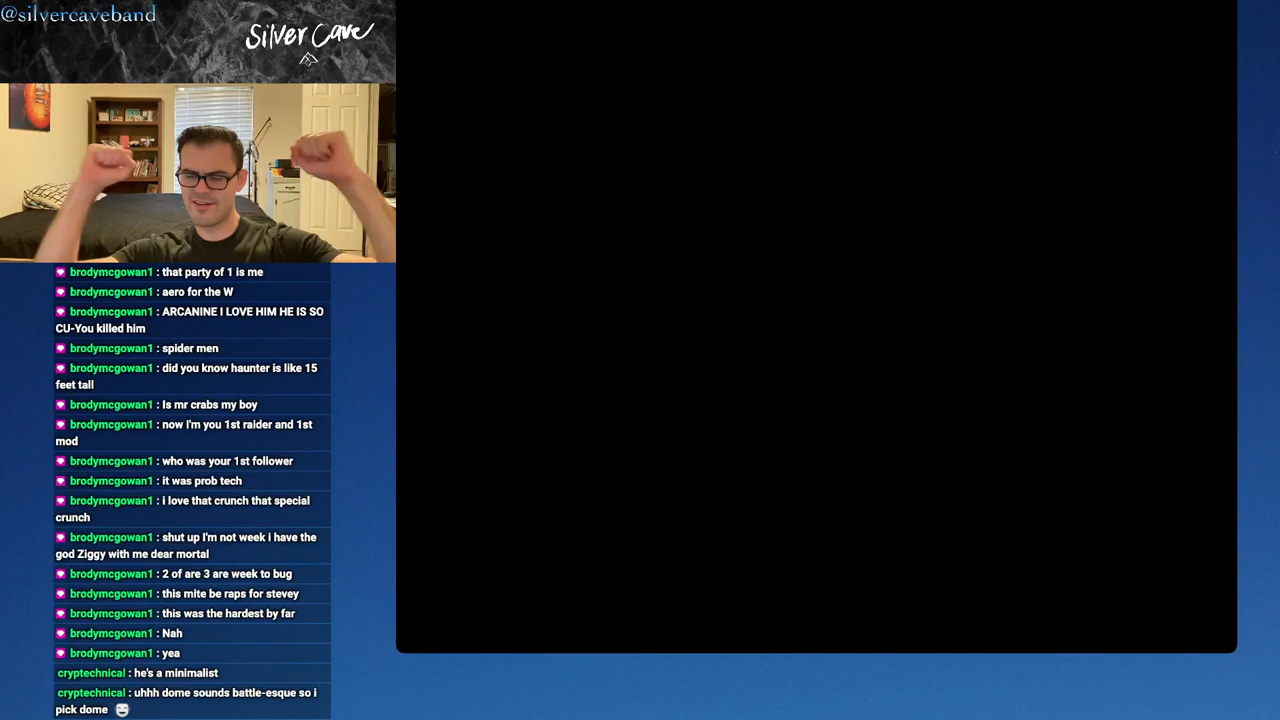 @silvercaveband
Silver Cave
brodymcgowan1 : that party of 1 is me
brodymcgowan1 : aero for the W
brodymcgowan1 : ARCANINE I LOVE HIM HE IS SO
CU-You killed him
brodymcgowan1 : spider men
brodymcgowan1 : did you know haunter is like 15
feet tall
brodymcgowan1 : Is mr crabs my boy
brodymcgowan1 : now I'm you 1st raider and 1st
mod
brodymcgowan1 : who was your 1st follower
brodymcgowan1 : it was prob tech
brodymcgowan1 : i love that crunch that special
crunch
brodymcgowan1 : shut up I'm not week i have the
god Ziggy with me dear mortal
brodymcgowan1 : 2 of are 3 are week to bug
brodymcgowan1 : this mite be raps for stevey
brodymcgowan1 : this was the hardest by far
brodymcgowan1 : Nah
brodymcgowan1 : yea
cryptechnical : he's a minimalist
cryptechnical : uhhh dome sounds battle-esque so i
pick dome